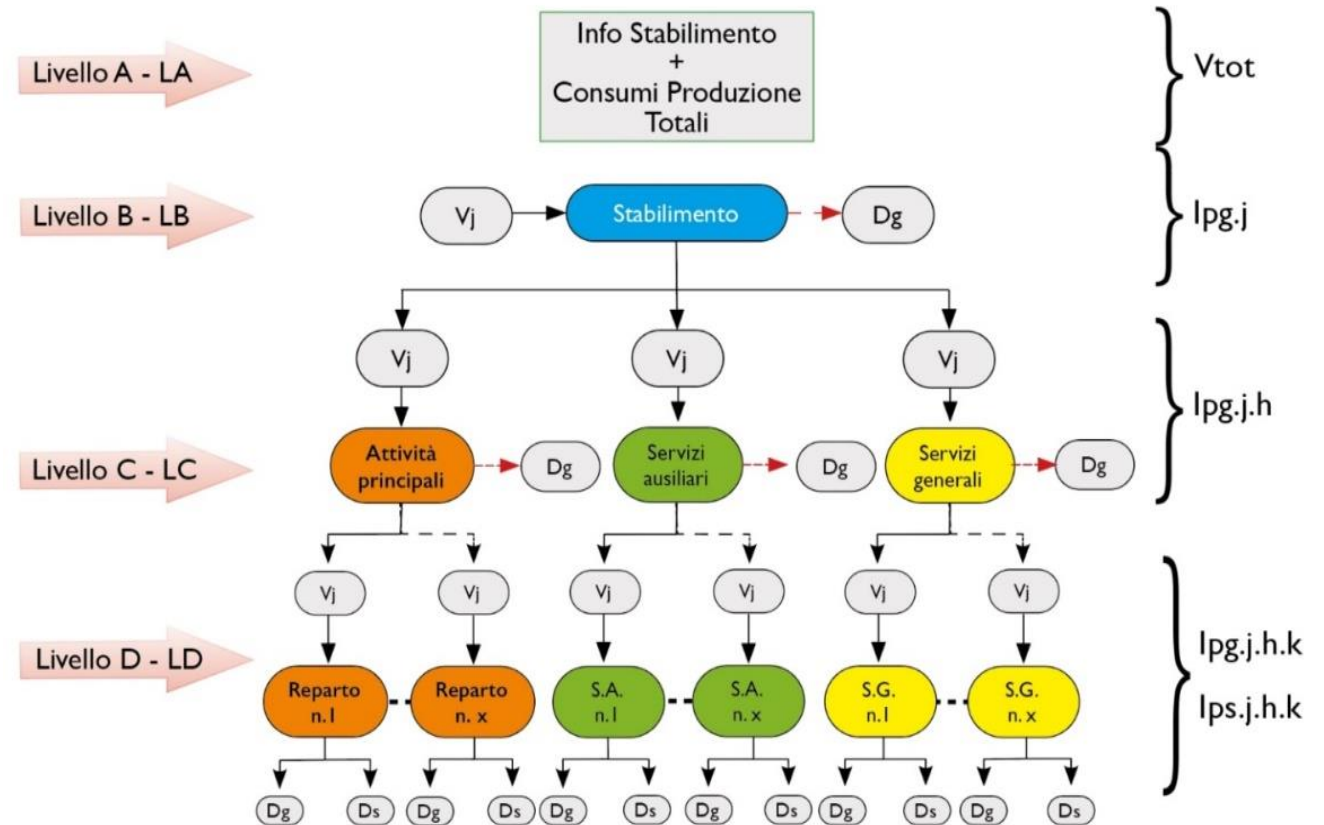 Info Stabilimento
+
Consumi Produzione
Totali
Livello A - LA
Vtot
Livello B - LB
Vj
Stabilimento
Dg
Ipg.j
Vj
Vj
Vj
Ipg.j.h
Livello C - LC
Attività
principali
Dg
Servizi
ausiliari
Dg
Servizi
generali
Dg
Vj
Vj
Vj
Vj
Vj
Vj
Livello D - LD
Ipg.j.h.k
Ips.j.h.k
Reparto
n.1
Reparto
n. x
S.A.
n.1
S.A.
n. x
S.G.
n.1
S.G.
n. x
Dg
Ds
Dg
Ds
Dg
Ds
Dg
Ds
Dg
Ds
Dg
Ds